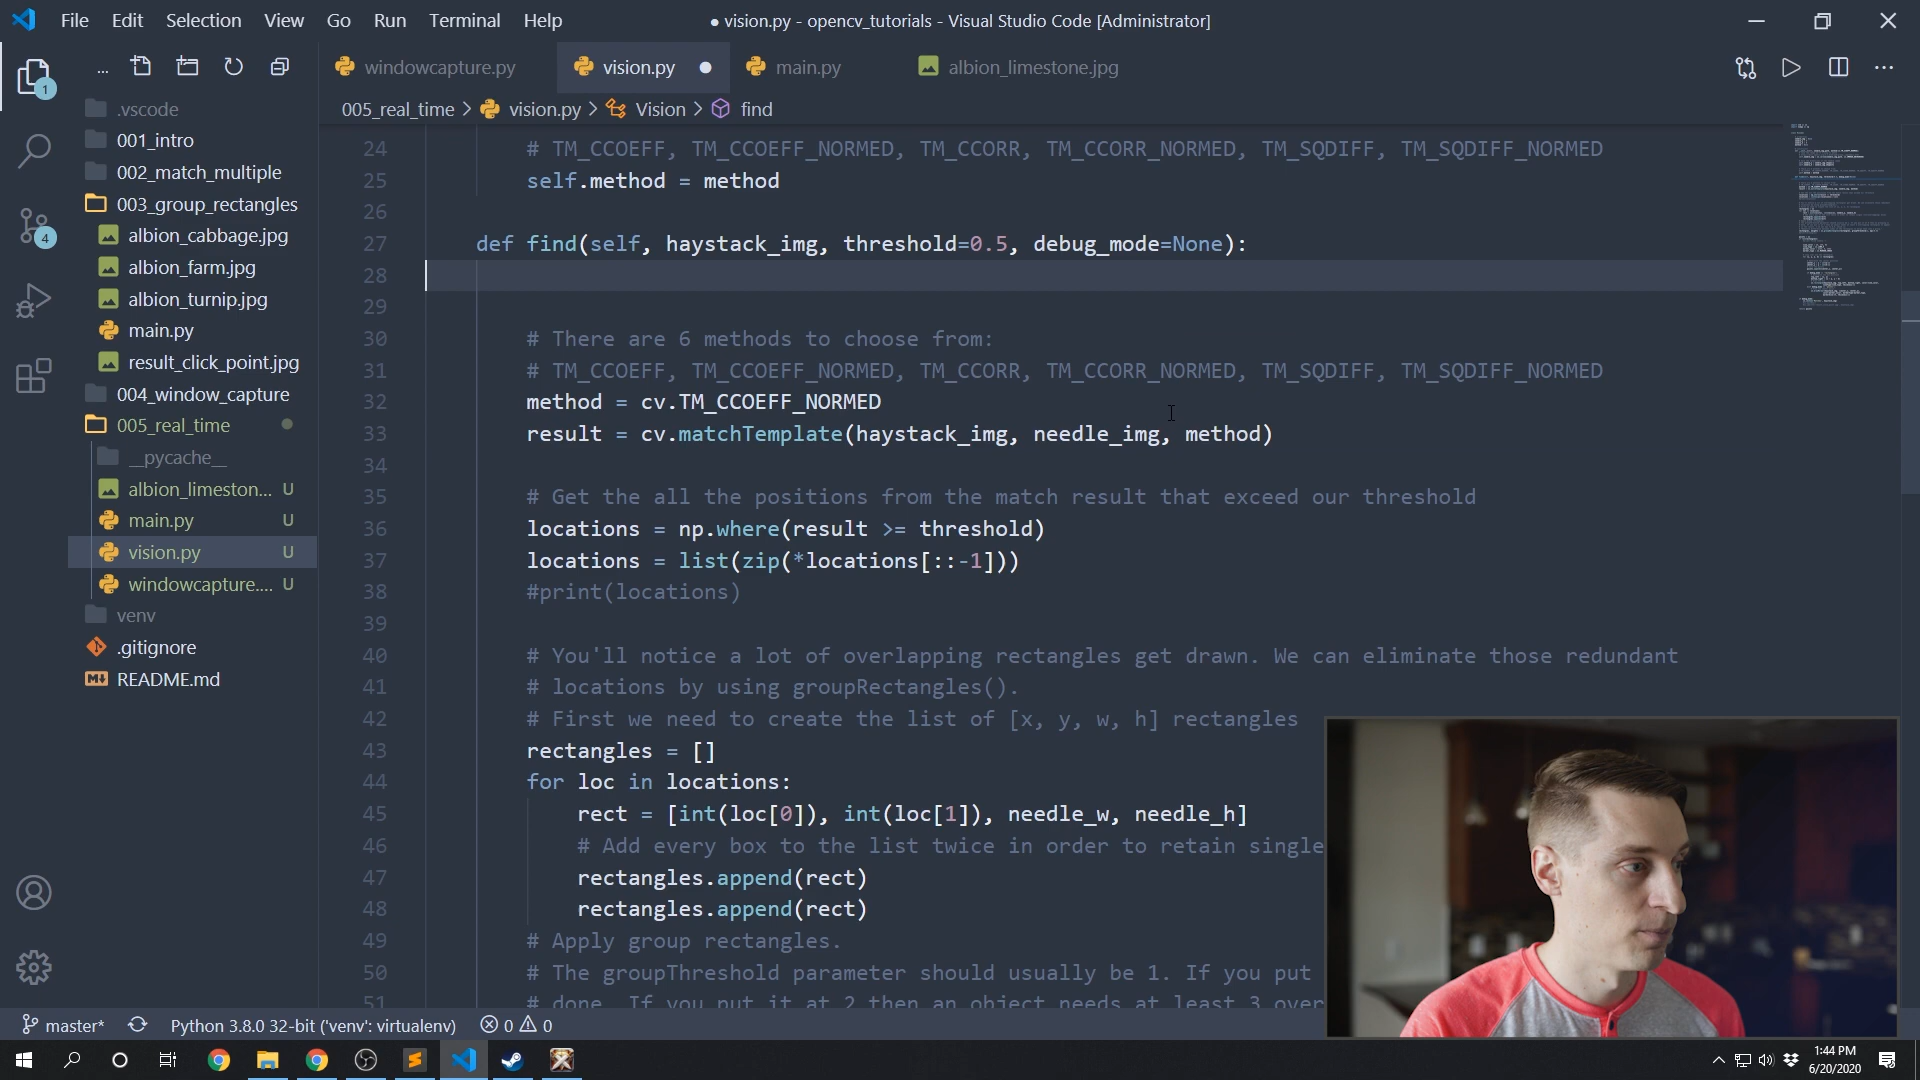 File Edit Selection View Go Run Terminal Help
● vision.py - opencv_tutorials - Visual Studio Code [Administrator]
windowcapture.py vision.py ● main.py albion_limestone.jpg
005_real_time > vision.py > Vision > find
1
4
.vscode
001_intro
002_match_multiple
003_group_rectangles
albion_cabbage.jpg
albion_farm.jpg
albion_turnip.jpg
main.py
result_click_point.jpg
004_window_capture
005_real_time
__pycache__
albion_limeston... U
main.py U
vision.py U
windowcapture.... U
venv
.gitignore
README.md
24 # TM_CCOEFF, TM_CCOEFF_NORMED, TM_CCORR, TM_CCORR_NORMED, TM_SQDIFF, TM_SQDIFF_NORMED
25 self.method = method
26
27 def find(self, haystack_img, threshold=0.5, debug_mode=None):
28
29
30 # There are 6 methods to choose from:
31 # TM_CCOEFF, TM_CCOEFF_NORMED, TM_CCORR, TM_CCORR_NORMED, TM_SQDIFF, TM_SQDIFF_NORMED
32 method = cv.TM_CCOEFF_NORMED
33 result = cv.matchTemplate(haystack_img, needle_img, method)
34
35 # Get the all the positions from the match result that exceed our threshold
36 locations = np.where(result >= threshold)
37 locations = list(zip(*locations[::-1]))
38 #print(locations)
39
40 # You'll notice a lot of overlapping rectangles get drawn. We can eliminate those redundant
41 # locations by using groupRectangles().
42 # First we need to create the list of [x, y, w, h] rectangles
43 rectangles = []
44 for loc in locations:
45 rect = [int(loc[0]), int(loc[1]), needle_w, needle_h]
46 # Add every box to the list twice in order to retain single
47 rectangles.append(rect)
48 rectangles.append(rect)
49 # Apply group rectangles.
50 # The groupThreshold parameter should usually be 1. If you put
51 # done. If you put it at 2 then an object needs at least 3 over
master* Python 3.8.0 32-bit ('venv': virtualenv) 0 0
1:44 PM
6/20/2020